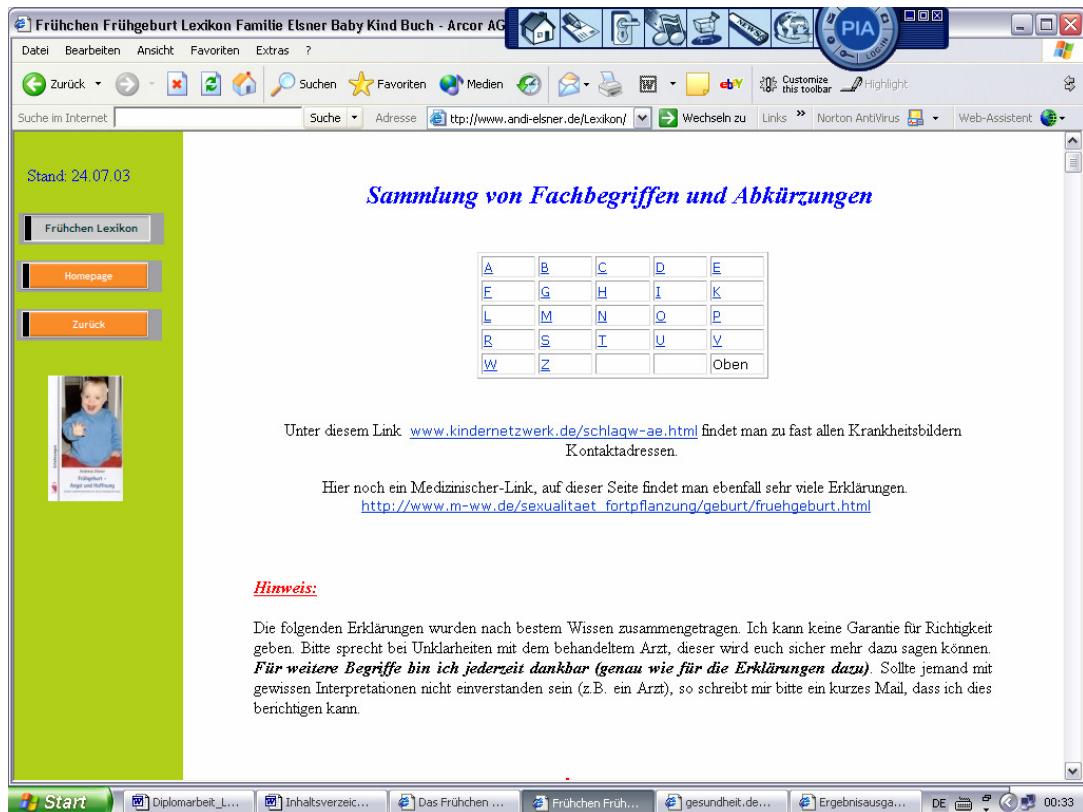 Frühchen Frühgeburt Lexikon Familie Elsner Baby Kind Buch - Arcor AG
PIA
LOGIN
NEWS
Datei Bearbeiten Ansicht Favoriten Extras ?
Zurück Suchen Favoriten Medien ebY Customize this toolbar Highlight
Suche im Internet Suche Adresse ttp://www.andi-elsner.de/Lexikon/ Wechseln zu Links » Norton AntiVirus Web-Assistent
Stand: 24.07.03
Frühchen Lexikon
Homepage
Zurück
Andreas Elsner
Frühgeburt -
Angst und Hoffnung
Sammlung von Fachbegriffen und Abkürzungen
A B C D E
F G H I K
L M N O P
R S T U V
W Z Oben
Unter diesem Link www.kindernetzwerk.de/schlagw-ae.html findet man zu fast allen Krankheitsbildern
Kontaktadressen.
Hier noch ein Medizinischer-Link, auf dieser Seite findet man ebenfall sehr viele Erklärungen.
http://www.m-ww.de/sexualitaet_fortpflanzung/geburt/fruehgeburt.html
Hinweis:
Die folgenden Erklärungen wurden nach bestem Wissen zusammengetragen. Ich kann keine Garantie für Richtigkeit
geben. Bitte sprecht bei Unklarheiten mit dem behandeltem Arzt, dieser wird euch sicher mehr dazu sagen können.
Für weitere Begriffe bin ich jederzeit dankbar (genau wie für die Erklärungen dazu). Sollte jemand mit
gewissen Interpretationen nicht einverstanden sein (z.B. ein Arzt), so schreibt mir bitte ein kurzes Mail, dass ich dies
berichtigen kann.
Start Diplomarbeit_L... Inhaltsverzeic... Das Frühchen ... Frühchen Früh... gesundheit.de... Ergebnisausga... DE 00:33